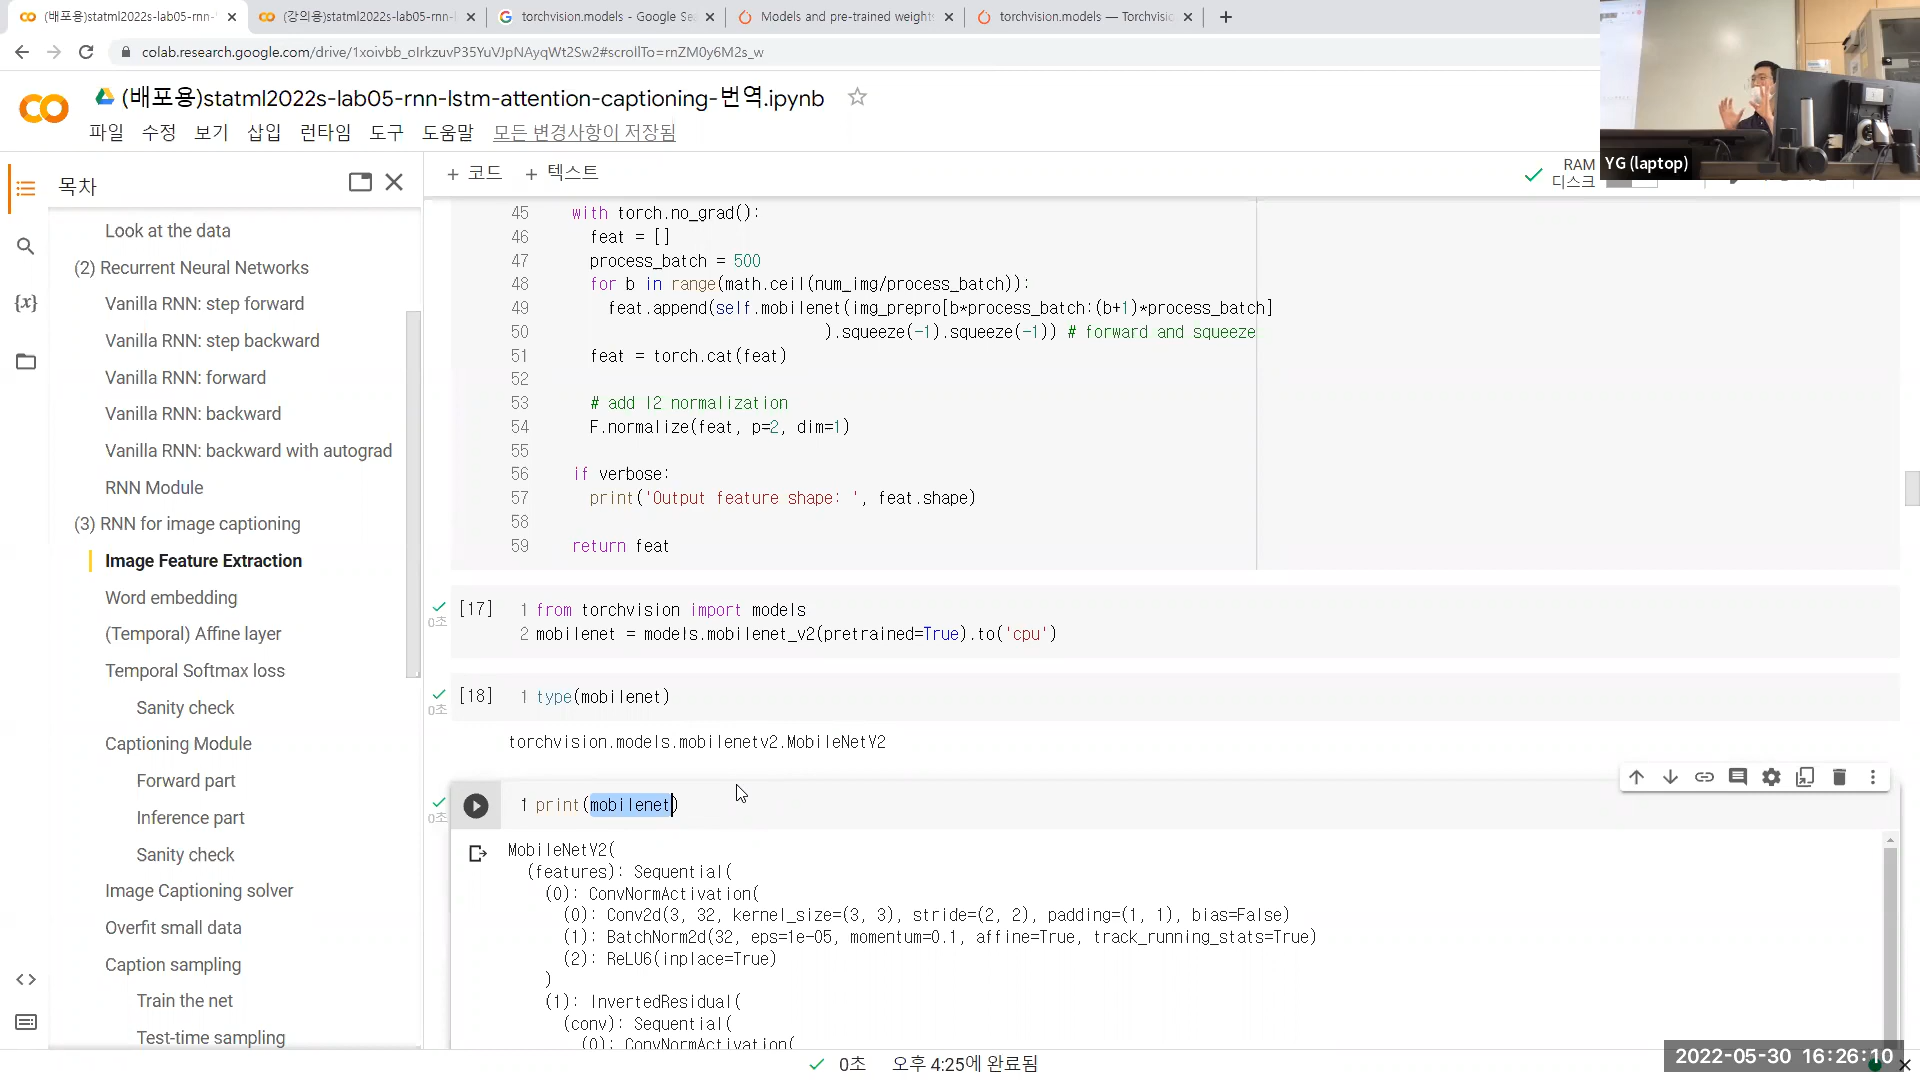 (배포용)statml2022s-lab05-rnn-
(강의용)statml2022s-lab05-rnn-l
torchvision.models - Google Se
Models and pre-trained weights
torchvision.models — Torchvisio
colab.research.google.com/drive/1xoivbb_oIrkzuvP35YuVJpNAyqWt2Sw2#scrollTo=rnZM0y6M2s_w
(배포용)statml2022s-lab05-rnn-lstm-attention-captioning-번역.ipynb
파일 수정 보기 삽입 런타임 도구 도움말 모든 변경사항이 저장됨
YG (laptop)
목차
+ 코드 + 텍스트
RAM
디스크
Look at the data
(2) Recurrent Neural Networks
Vanilla RNN: step forward
Vanilla RNN: step backward
Vanilla RNN: forward
Vanilla RNN: backward
Vanilla RNN: backward with autograd
RNN Module
(3) RNN for image captioning
Image Feature Extraction
Word embedding
(Temporal) Affine layer
Temporal Softmax loss
Sanity check
Captioning Module
Forward part
Inference part
Sanity check
Image Captioning solver
Overfit small data
Caption sampling
Train the net
Test-time sampling
45 with torch.no_grad():
46 feat = []
47 process_batch = 500
48 for b in range(math.ceil(num_img/process_batch)):
49 feat.append(self.mobilenet(img_prepro[b*process_batch:(b+1)*process_batch]
50 ).squeeze(-1).squeeze(-1)) # forward and squeeze
51 feat = torch.cat(feat)
52
53 # add l2 normalization
54 F.normalize(feat, p=2, dim=1)
55
56 if verbose:
57 print('Output feature shape: ', feat.shape)
58
59 return feat
0초 [17] 1 from torchvision import models
2 mobilenet = models.mobilenet_v2(pretrained=True).to('cpu')
0초 [18] 1 type(mobilenet)
torchvision.models.mobilenetv2.MobileNetV2
0초 1 print(mobilenet)
MobileNetV2(
(features): Sequential(
(0): ConvNormActivation(
(0): Conv2d(3, 32, kernel_size=(3, 3), stride=(2, 2), padding=(1, 1), bias=False)
(1): BatchNorm2d(32, eps=1e-05, momentum=0.1, affine=True, track_running_stats=True)
(2): ReLU6(inplace=True)
)
(1): InvertedResidual(
(conv): Sequential(
(0): ConvNormActivation(
0초 오후 4:25에 완료됨
2022-05-30 16:26:10